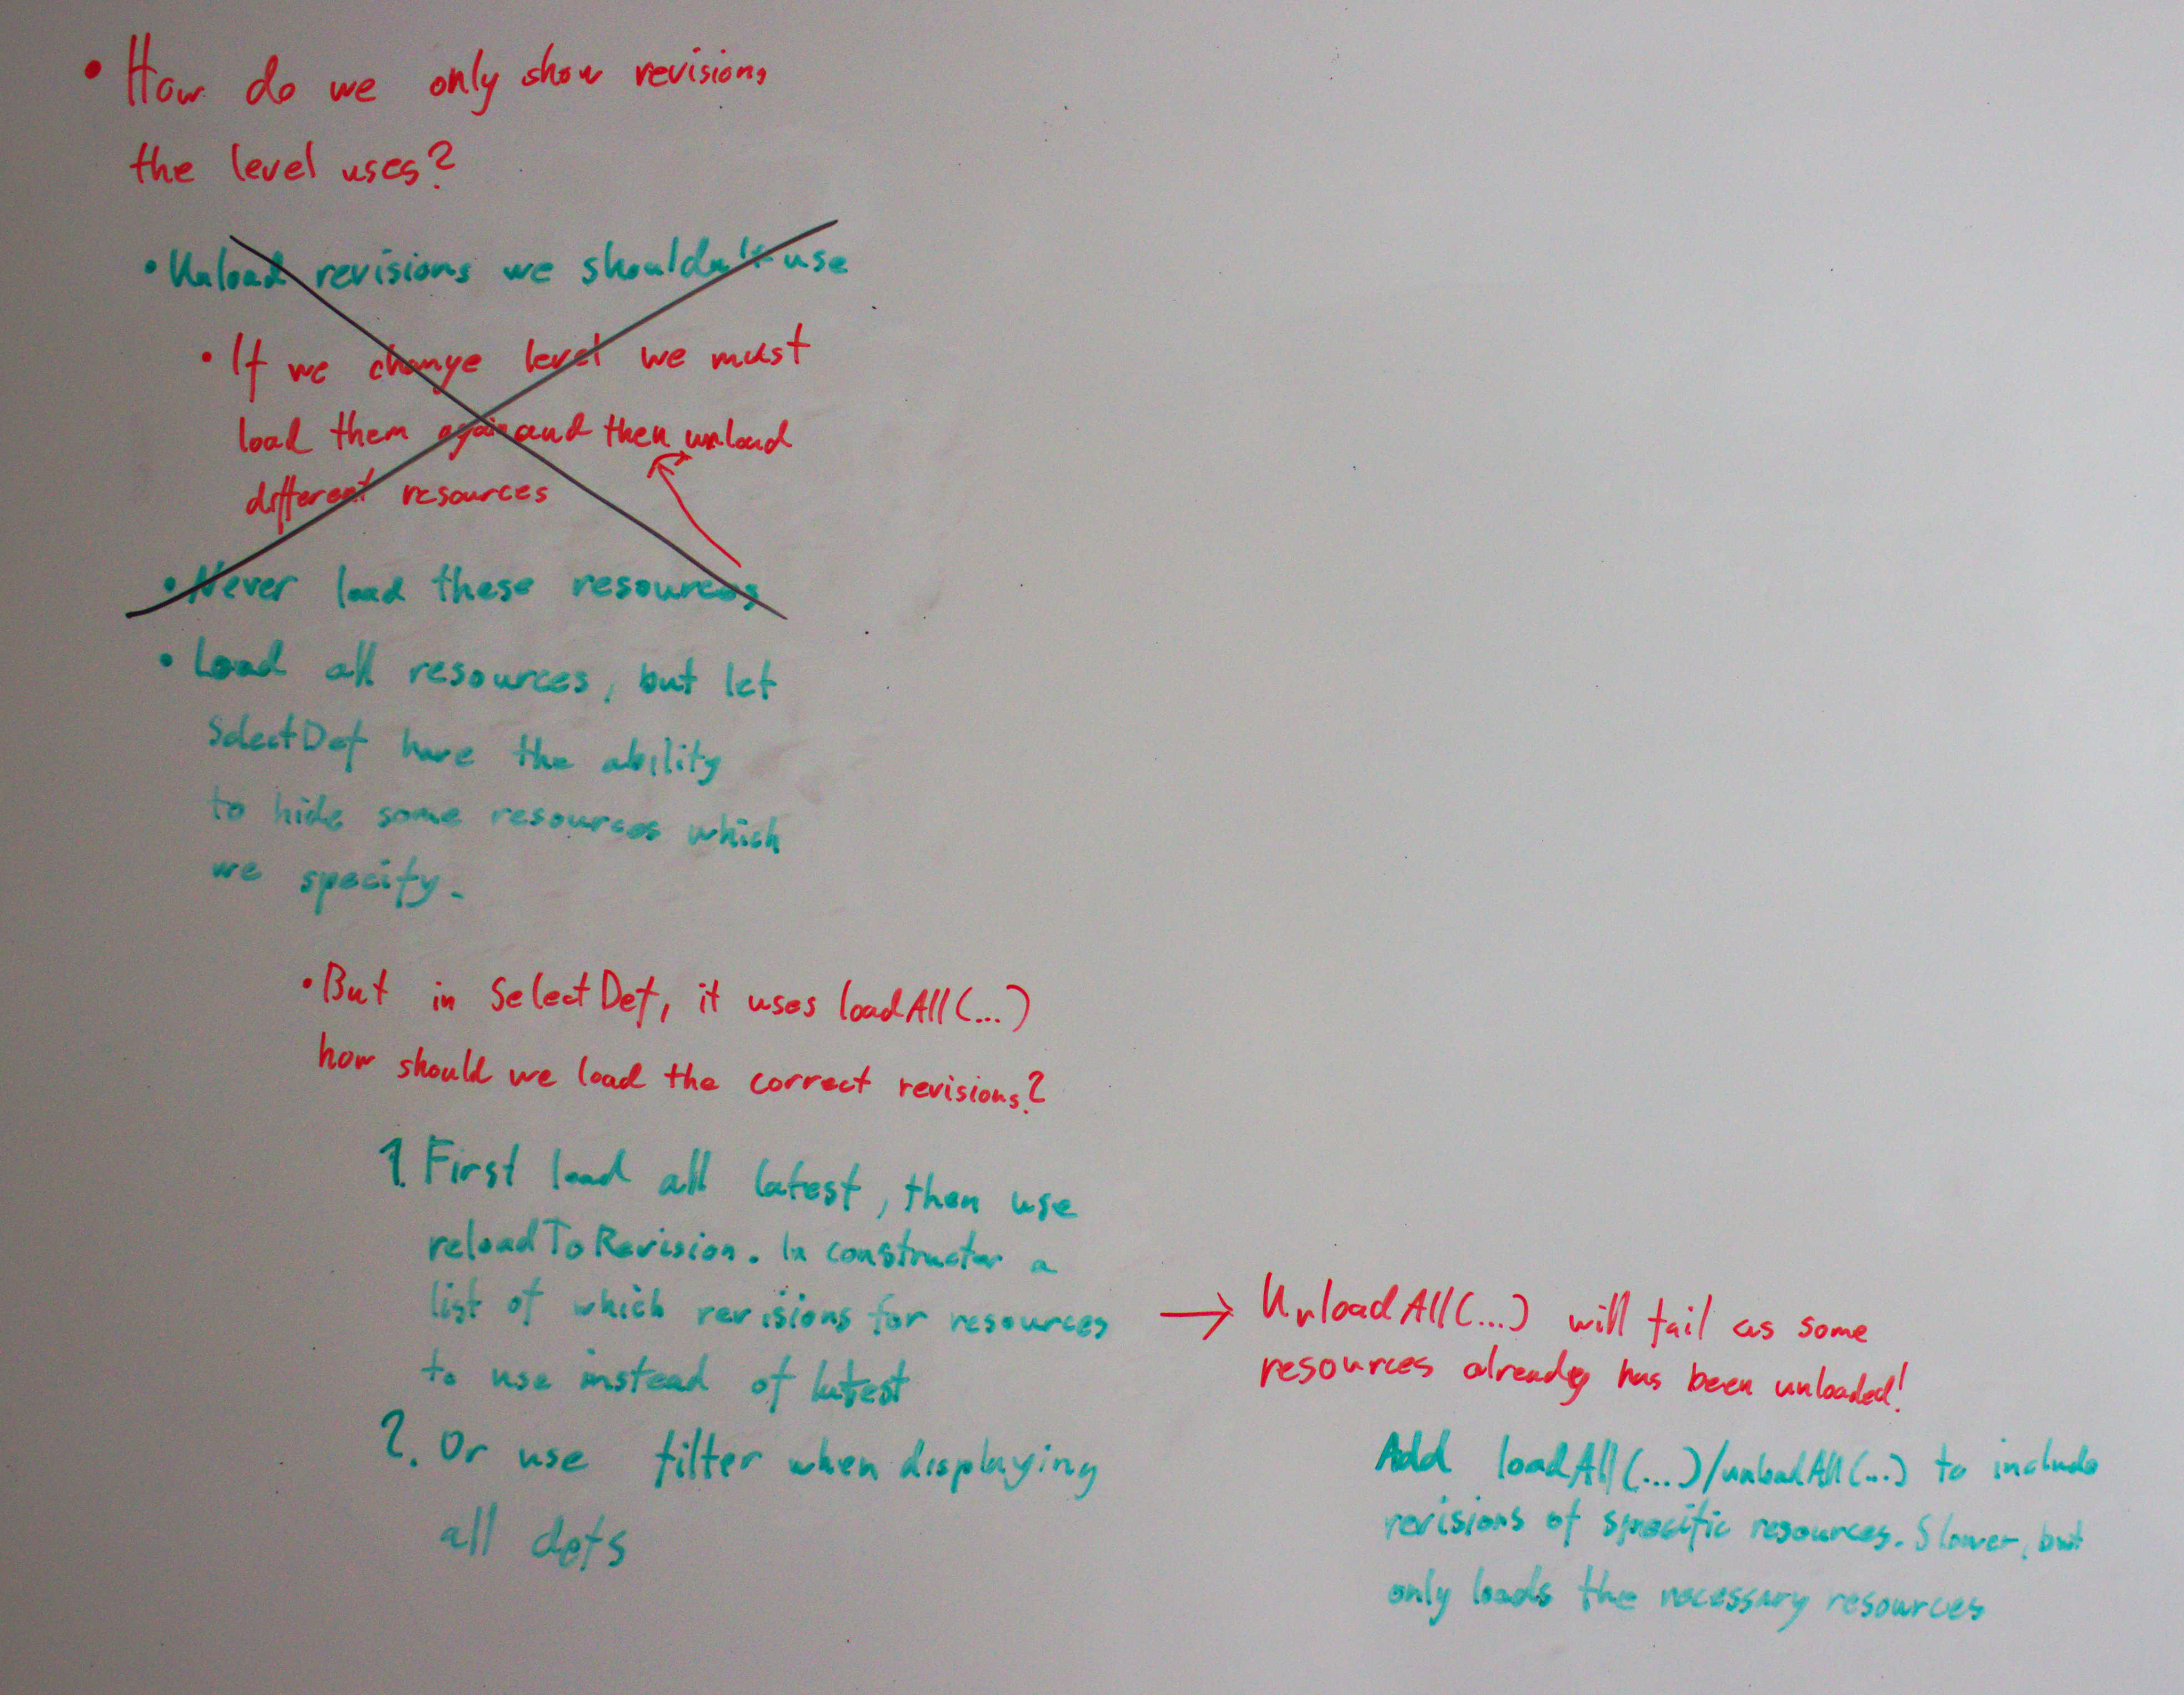 • How do we only show revisions
the level uses?
• Unload revisions we shouldn't use
• If we change level we must
load them again and then unload
different resources
• Never load these resources
• Load all resources, but let
SelectDef have the ability
to hide some resources which
we specify.
• But in SelectDef, it uses loadAll(...)
how should we load the correct revisions?
1. First load all latest, then use
reloadToRevision. In constructor a
list of which revisions for resources
to use instead of latest
→ UnloadAll(...) will fail as some
resources already has been unloaded!
Add loadAll(...)/unloadAll(...) to include
revisions of specific resources. Slower, but
only loads the necessary resources
2. Or use filter when displaying
all defs